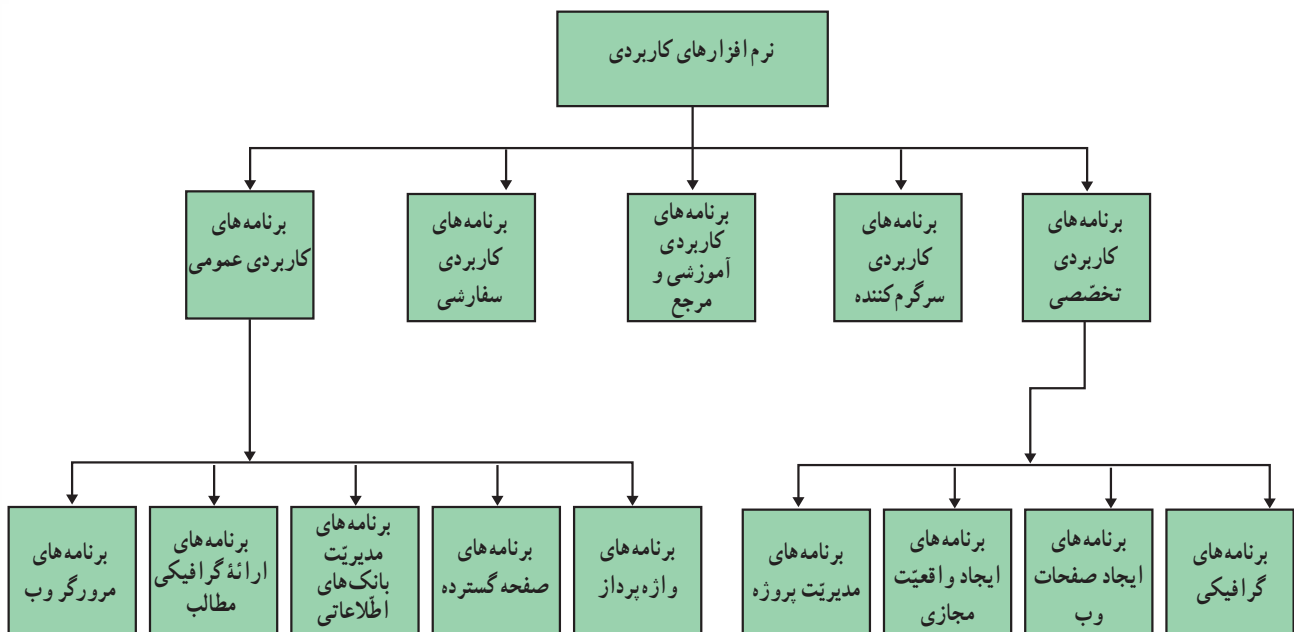 نرم‌افزارهای کاربردی
برنامه‌های
کاربردی
تخصّصی
برنامه‌های
کاربردی
سرگرم‌کننده
برنامه‌های
کاربردی
آموزشی و
مرجع
برنامه‌های
کاربردی
سفارشی
برنامه‌های
کاربردی عمومی
برنامه‌های
گرافیکی
برنامه‌های
ایجاد صفحات
وب
برنامه‌های
ایجاد واقعیّت
مجازی
برنامه‌های
مدیریّت پروژه
برنامه‌های
واژه‌پرداز
برنامه‌های
صفحه‌گسترده
برنامه‌های
مدیریّت
بانک‌های
اطّلاعاتی
برنامه‌های
ارائهٔ گرافیکی
مطالب
برنامه‌های
مرورگر وب